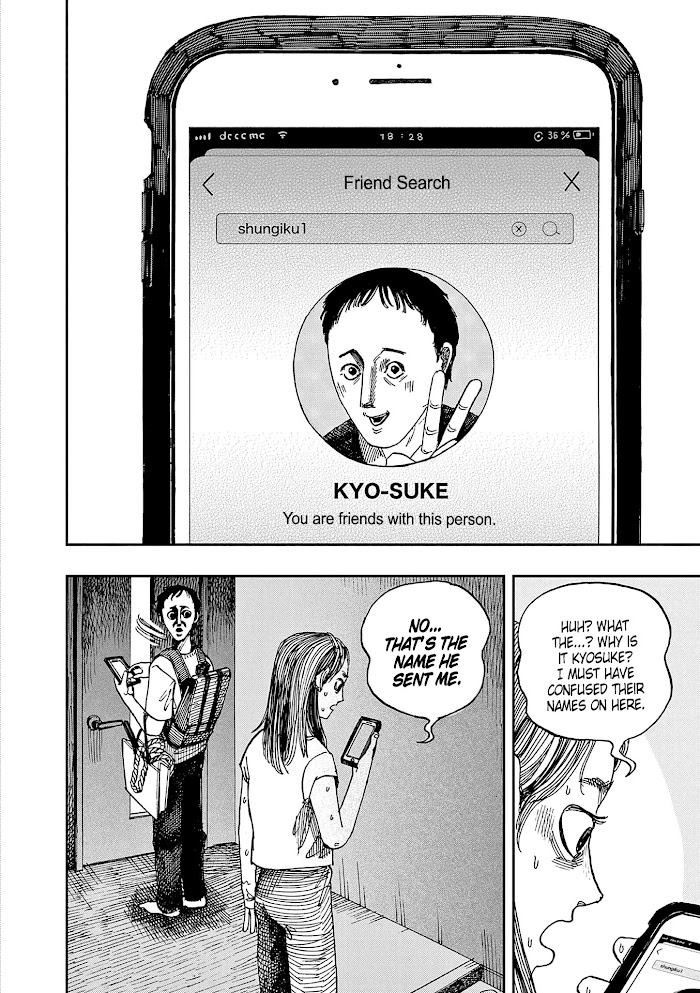 dcccmc 18:28 36%
Friend Search
shungiku1
KYO-SUKE
You are friends with this person.
HUH? WHAT
THE...? WHY IS
IT KYOSUKE?
I MUST HAVE
CONFUSED THEIR
NAMES ON HERE.
shungiku1
NO...
THAT'S THE
NAME HE
SENT ME.